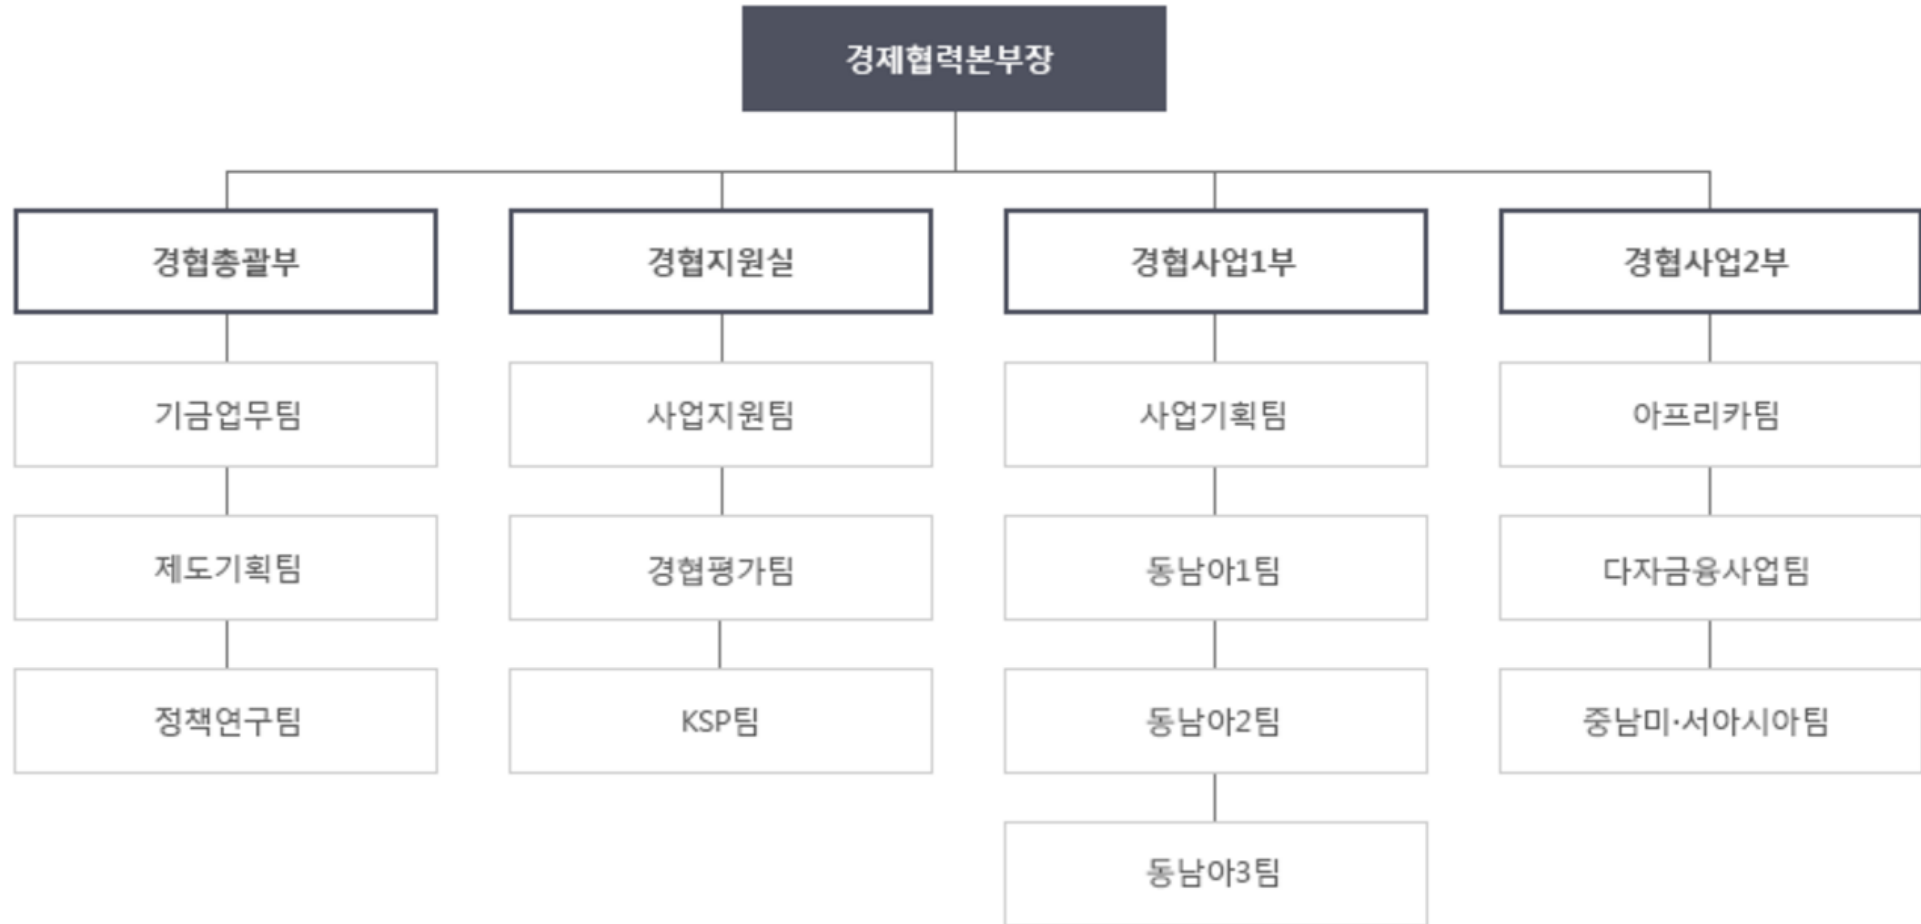 경제협력본부장
경협총괄부
경협지원실
경협사업1부
경협사업2부
기금업무팀
사업지원팀
사업기획팀
아프리카팀
제도기획팀
경협평가팀
동남아1팀
다자금융사업팀
정책연구팀
KSP팀
동남아2팀
중남미·서아시아팀
동남아3팀